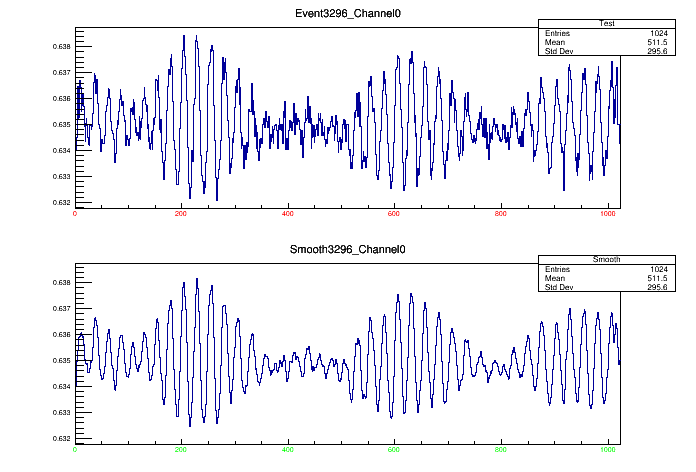 Event3296_Channel0
Test
Entries 1024
Mean 511.5
Std Dev 295.6
0.638
0.637
0.636
0.635
0.634
0.633
0.632
0 200 400 600 800 1000
Smooth3296_Channel0
Smooth
Entries 1024
Mean 511.5
Std Dev 295.6
0.638
0.637
0.636
0.635
0.634
0.633
0.632
0 200 400 600 800 1000